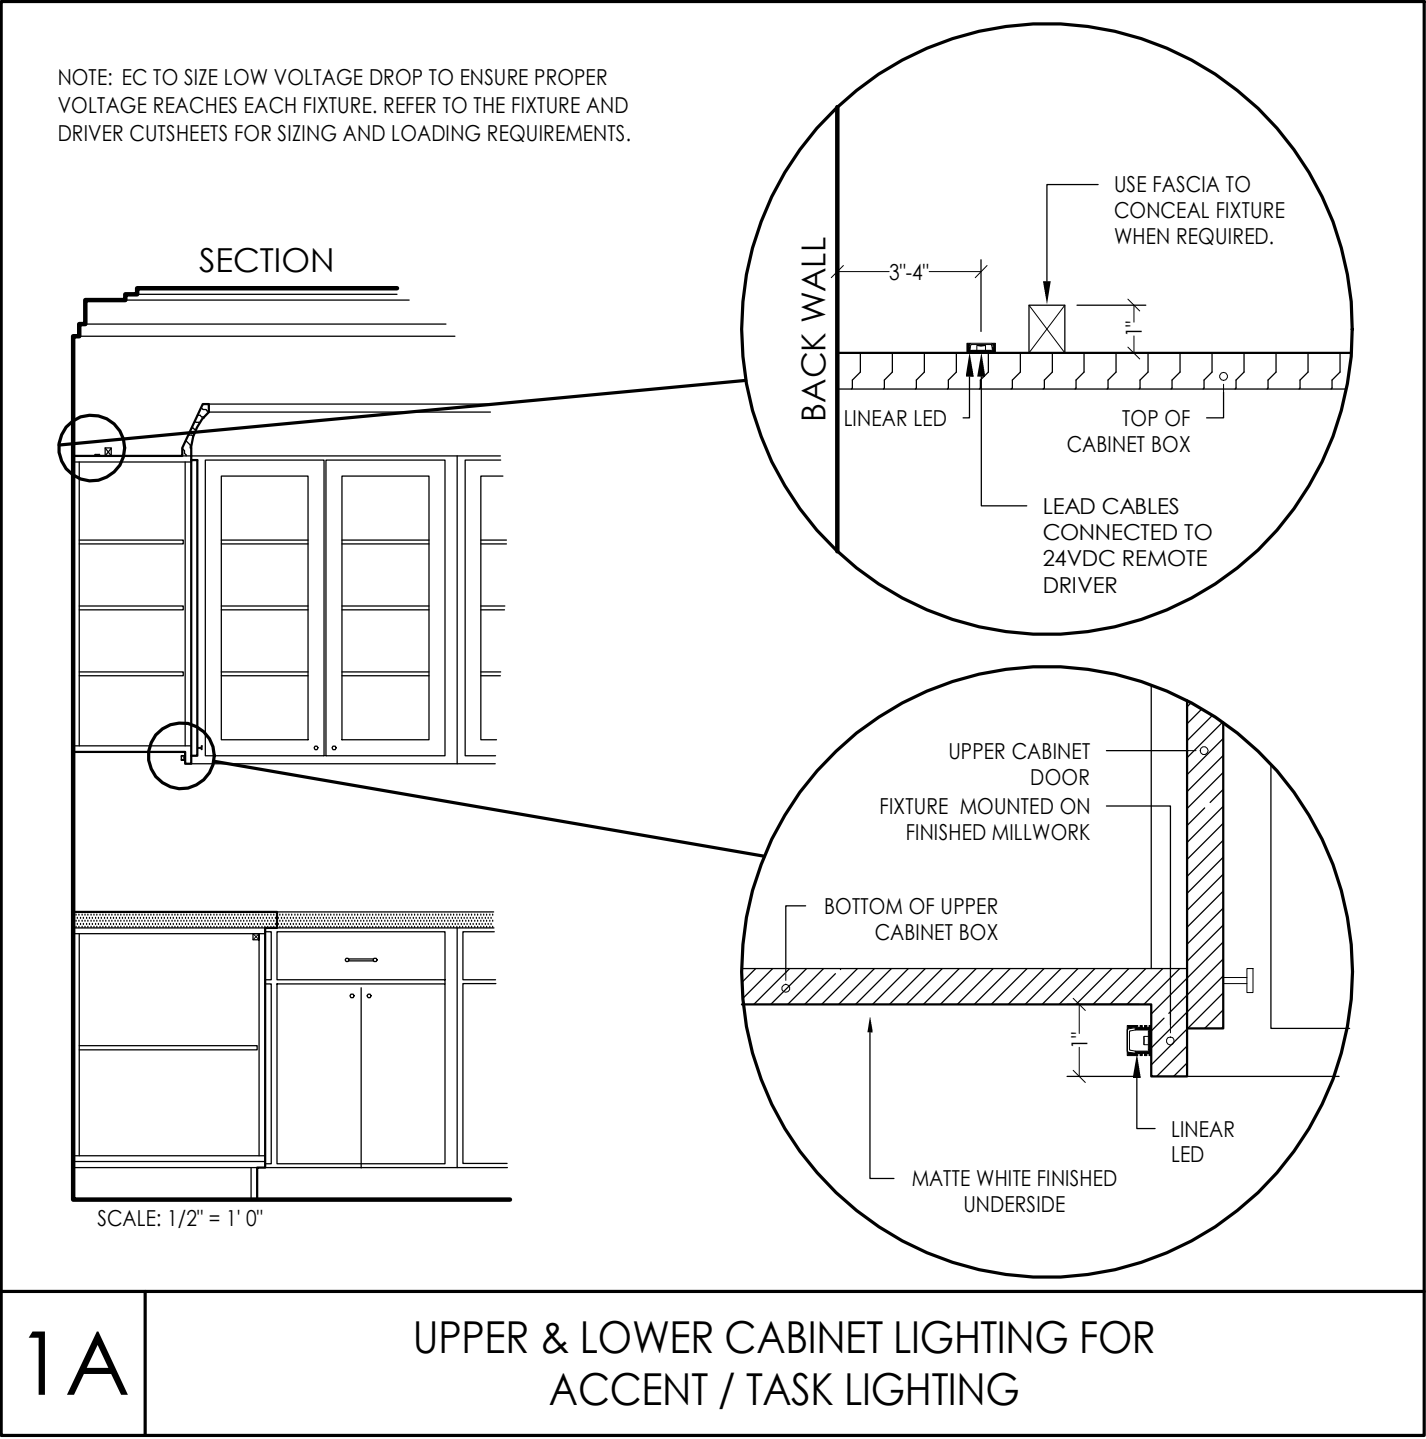 NOTE: EC TO SIZE LOW VOLTAGE DROP TO ENSURE PROPER
VOLTAGE REACHES EACH FIXTURE. REFER TO THE FIXTURE AND
DRIVER CUTSHEETS FOR SIZING AND LOADING REQUIREMENTS.
SECTION
SCALE: 1/2" = 1' 0"
BACK WALL
3"-4"
USE FASCIA TO
CONCEAL FIXTURE
WHEN REQUIRED.
1"
LINEAR LED
TOP OF
CABINET BOX
LEAD CABLES
CONNECTED TO
24VDC REMOTE
DRIVER
UPPER CABINET
DOOR
FIXTURE MOUNTED ON
FINISHED MILLWORK
BOTTOM OF UPPER
CABINET BOX
1"
LINEAR
LED
MATTE WHITE FINISHED
UNDERSIDE
1A
UPPER & LOWER CABINET LIGHTING FOR
ACCENT / TASK LIGHTING